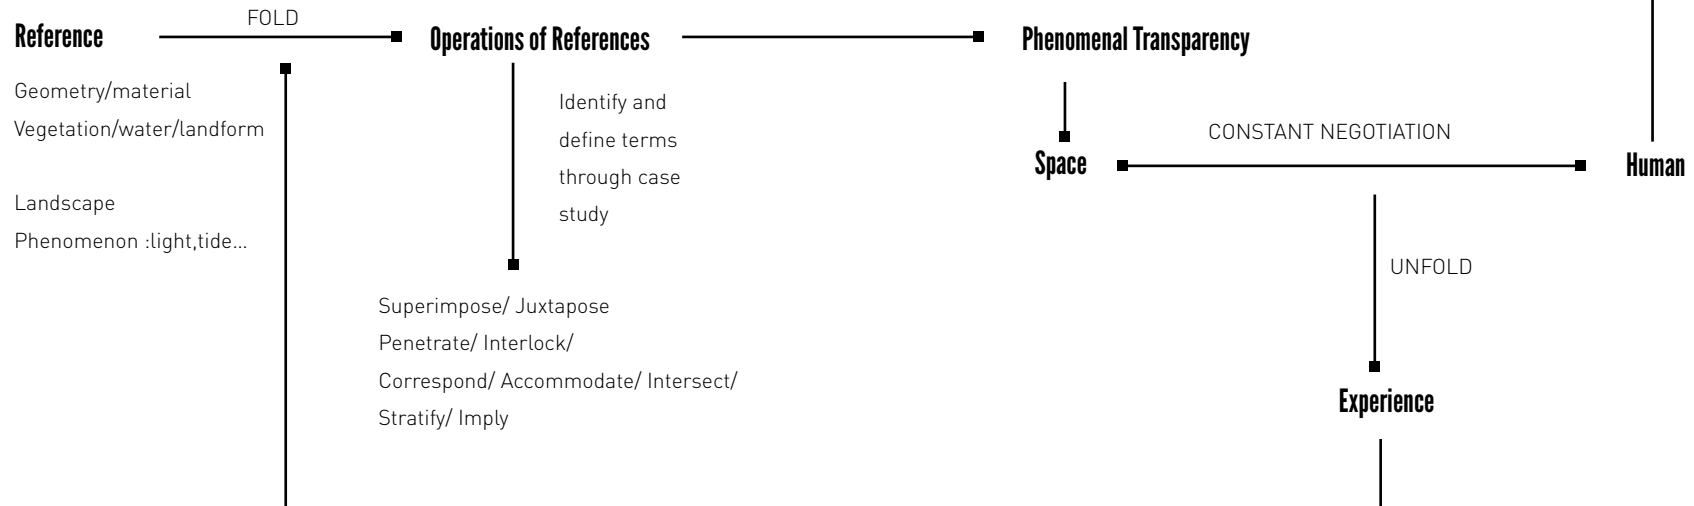 FOLD
Reference
Operations of References
Phenomenal Transparency
Geometry/material
Vegetation/water/landform
Landscape
Phenomenon :light,tide...
Identify and
define terms
through case
study
Superimpose/ Juxtapose
Penetrate/ Interlock/
Correspond/ Accommodate/ Intersect/
Stratify/ Imply
CONSTANT NEGOTIATION
Space
Human
UNFOLD
Experience